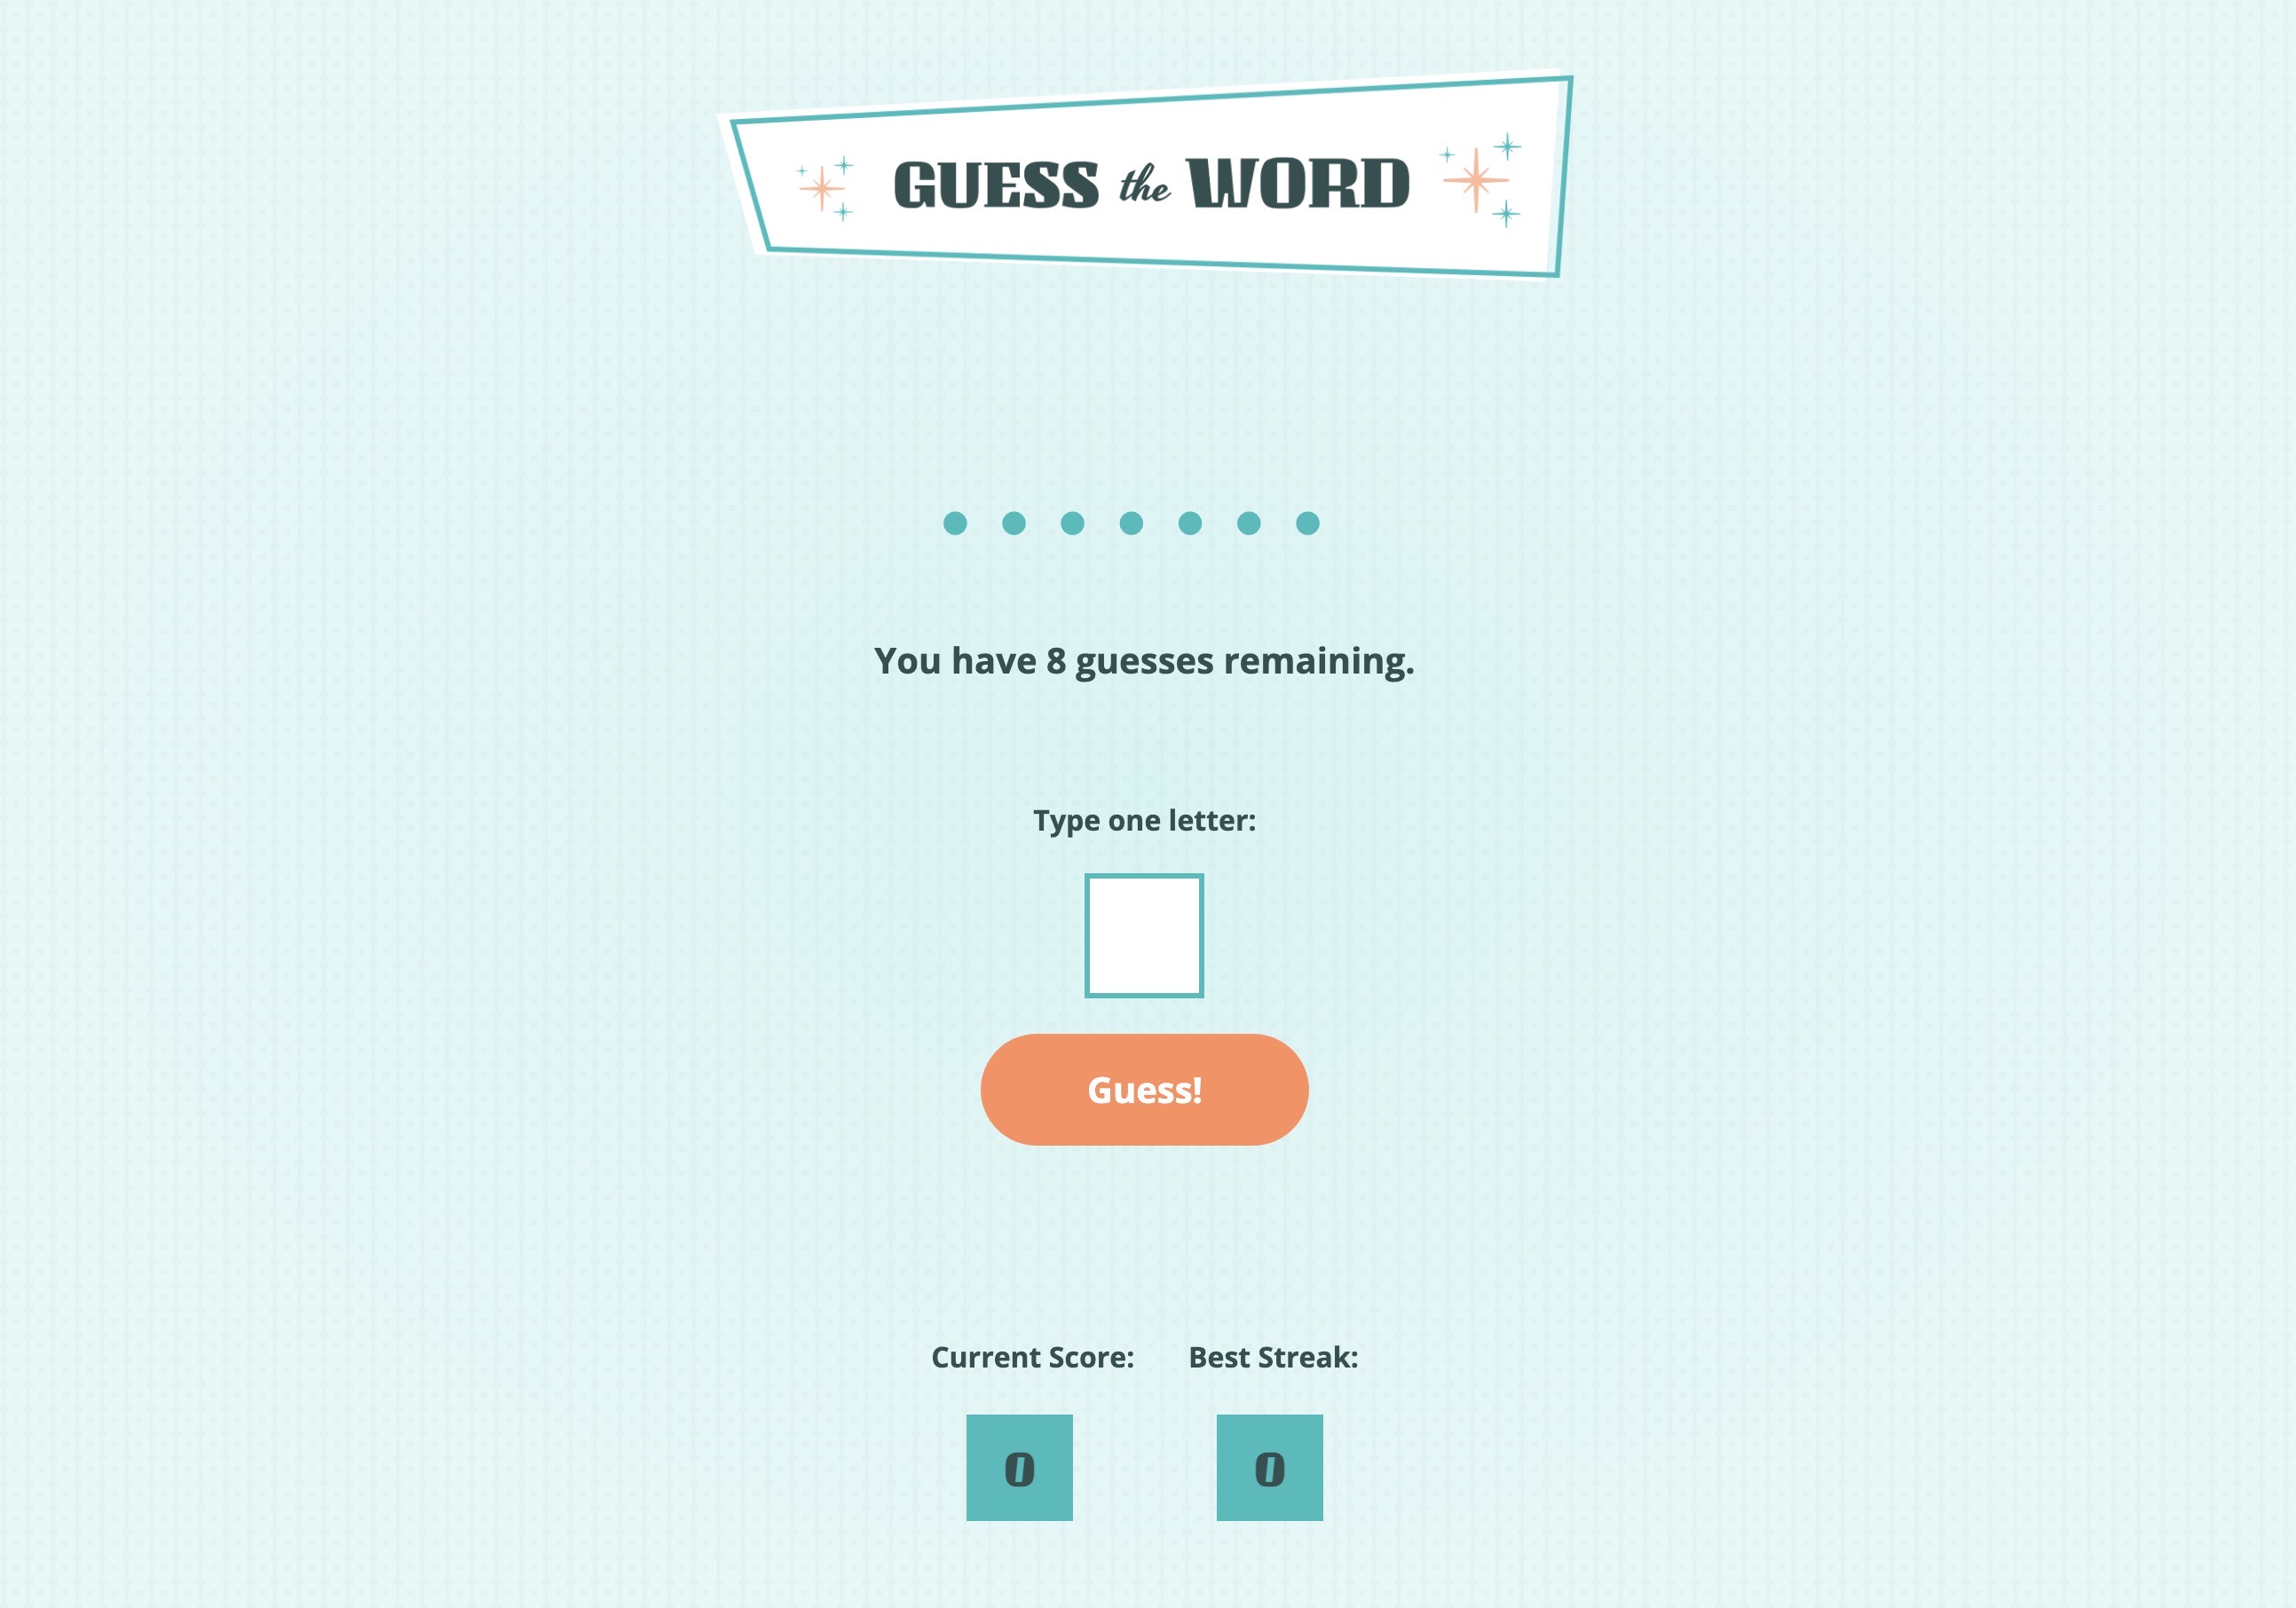 GUESS the WORD
You have 8 guesses remaining.
Type one letter:
Guess!
Current Score: Best Streak:
0 0